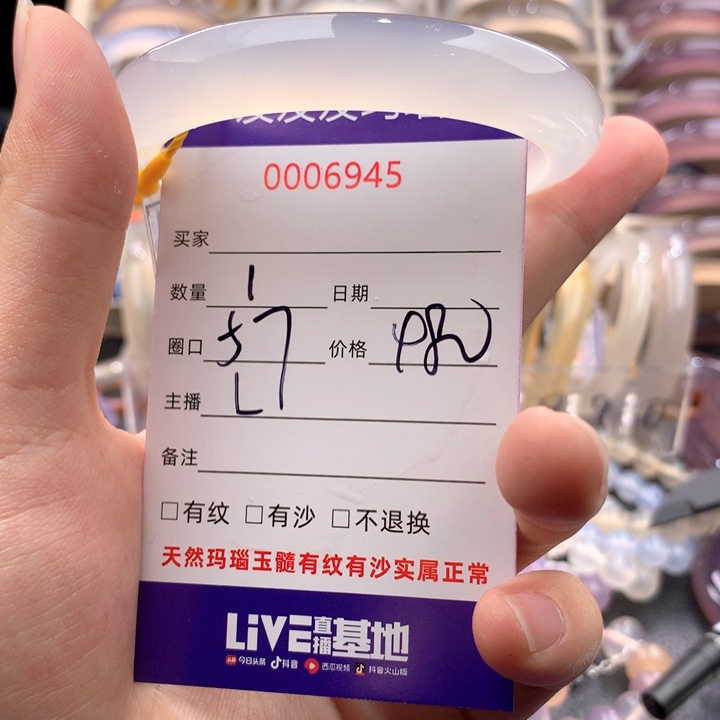 0006945
买家
数量 1 日期
圈口 57 价格 980
主播 L
备注
□有纹 □有沙 □不退换
天然玛瑙玉髓有纹有沙实属正常
LiVE直播基地
头条 今日头条 抖音 西瓜视频 抖音火山版